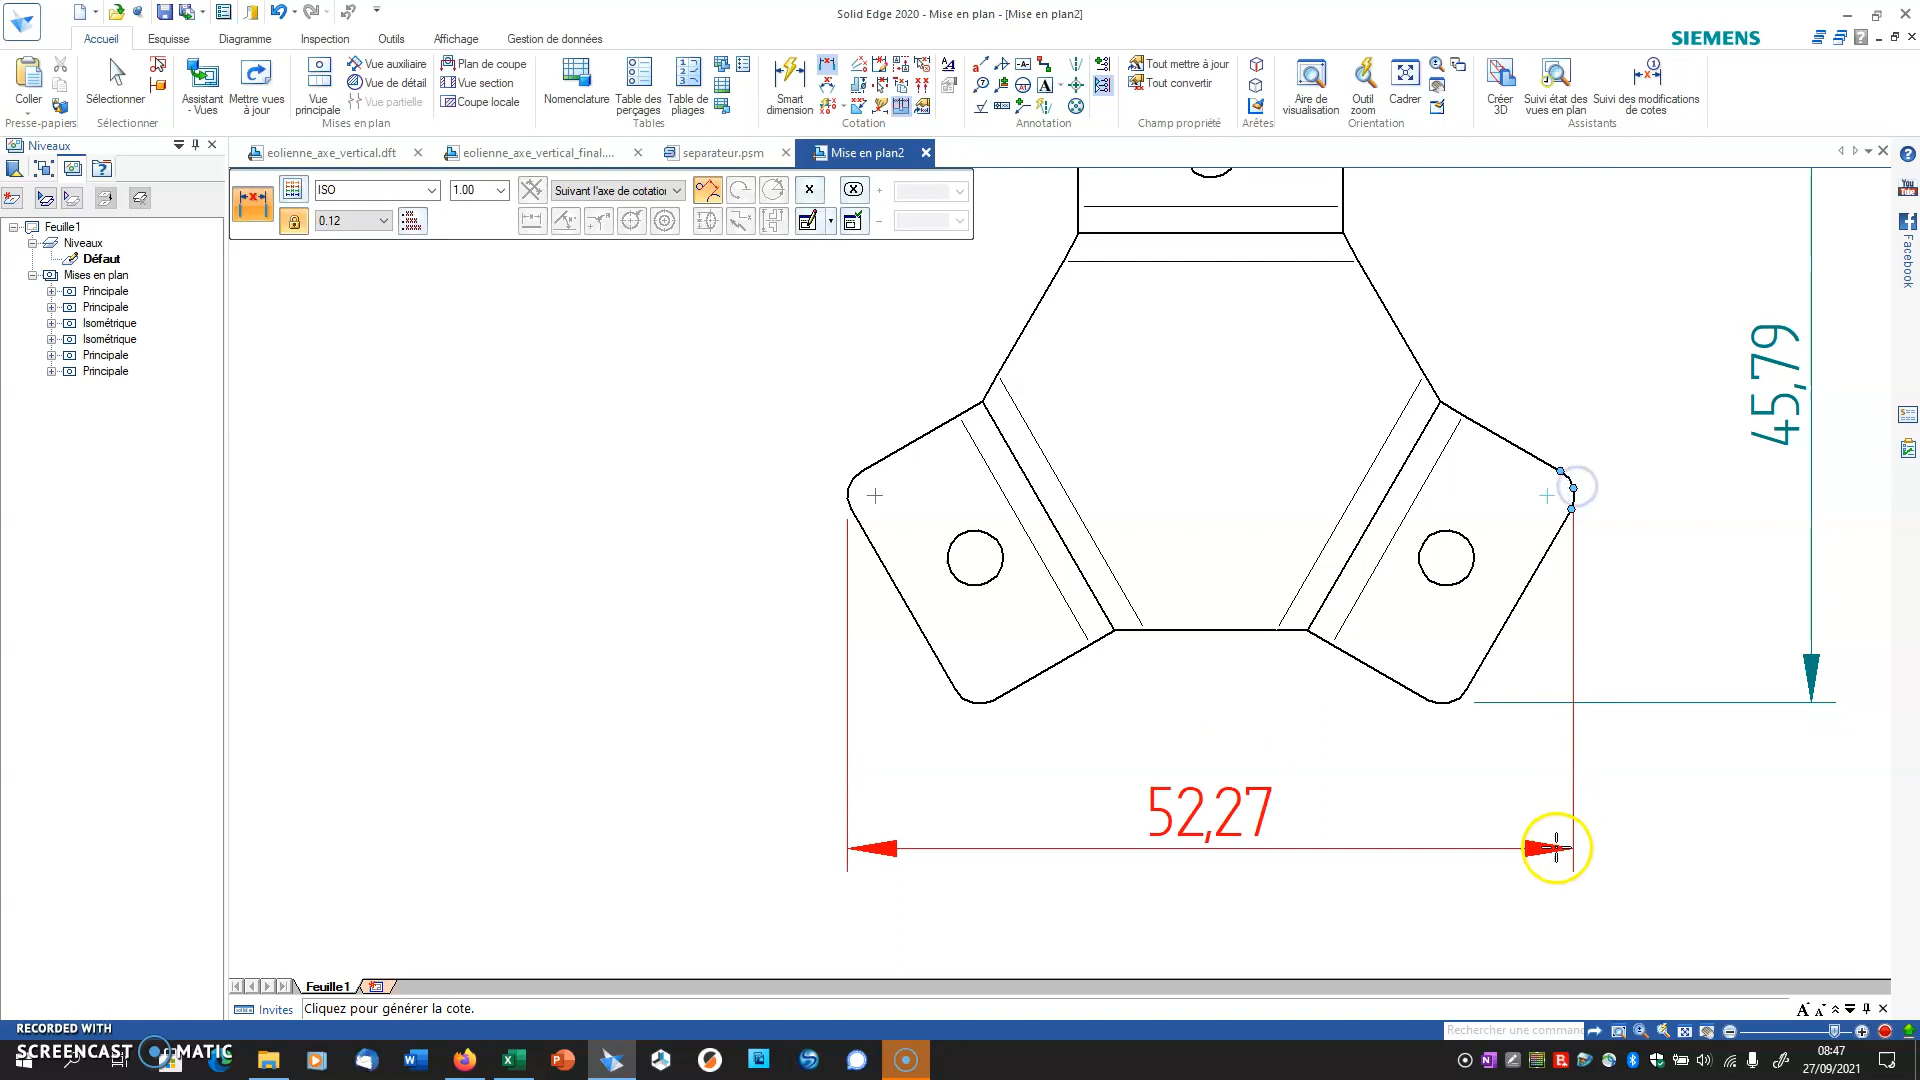 Solid Edge 2020 - Mise en plan - [Mise en plan2]
Accueil Esquisse Diagramme Inspection Outils Affichage Gestion de données
SIEMENS
Coller Sélectionner Assistant - Vues Mettre vues à jour Vue principale
Vue auxiliaire
Vue de détail
Vue partielle
Plan de coupe
Vue section
Coupe locale
Nomenclature Table des perçages Table de pliages
Smart dimension
Tout mettre à jour
Tout convertir
Aire de visualisation Outil zoom Cadrer Créer 3D Suivi état des vues en plan Suivi des modifications de cotes
Presse-papiers Sélectionner Mises en plan Tables Cotation Annotation Champ propriété Arêtes Orientation Assistants
Niveaux
eolienne_axe_vertical.dft eolienne_axe_vertical_final.... separateur.psm Mise en plan2
ISO 1.00 Suivant l'axe de cotation
0.12
Feuille1
Niveaux
Défaut
Mises en plan
Principale
Principale
Isométrique
Isométrique
Principale
Principale
You Tube
Facebook
45,79
52,27
Feuille1
Invites Cliquez pour générer la cote.
Rechercher une comman
RECORDED WITH
SCREENCAST MATIC
08:47
27/09/2021